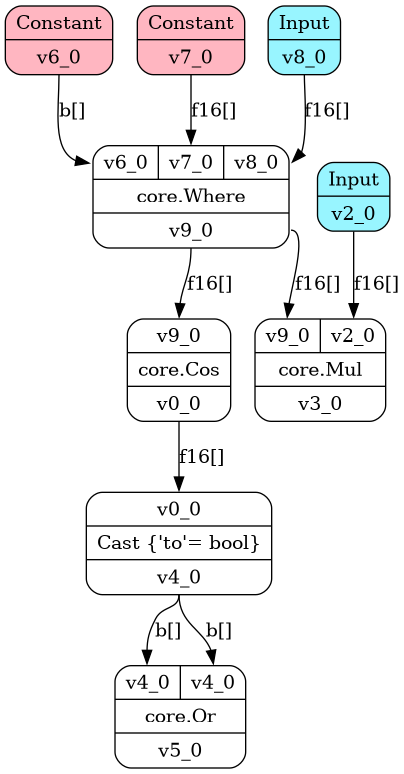 Constant
v6_0
Constant
v7_0
Input
v8_0
b[]
f16[]
f16[]
v6_0 v7_0 v8_0
core.Where
v9_0
Input
v2_0
f16[]
f16[]
f16[]
v9_0
core.Cos
v0_0
v9_0 v2_0
core.Mul
v3_0
f16[]
v0_0
Cast {'to'= bool}
v4_0
b[]
b[]
v4_0 v4_0
core.Or
v5_0